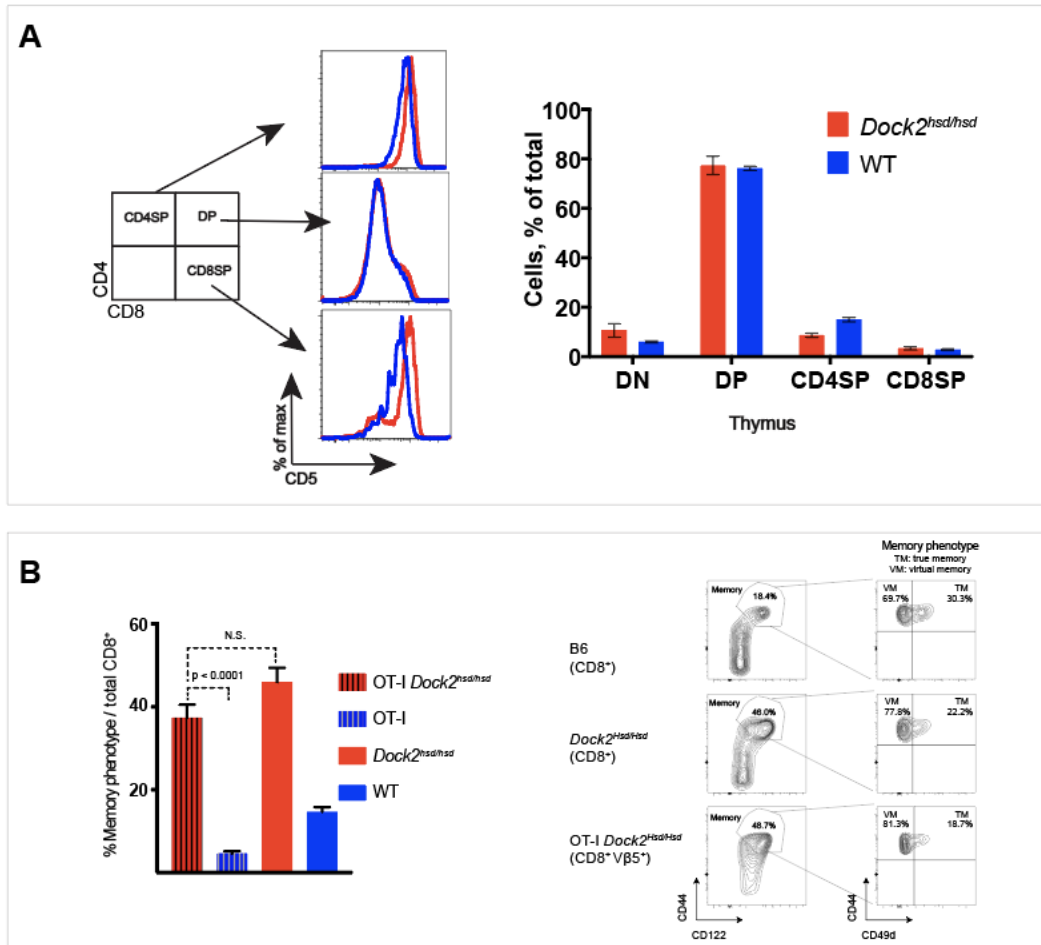 A
CD4SP
DP
CD8SP
CD4
CD8
% of max
CD5
Cells, % of total
100
80
60
40
20
0
Dock2hsd/hsd
WT
DN
DP
CD4SP
CD8SP
Thymus
B
% Memory phenotype / total CD8+
60
40
20
N.S.
p < 0.0001
OT-I Dock2hsd/hsd
OT-I
Dock2hsd/hsd
WT
Memory phenotype
TM: true memory
VM: virtual memory
B6
(CD8+)
Memory
18.4%
VM
69.7%
TM
30.3%
Dock2Hsd/Hsd
(CD8+)
Memory
46.0%
VM
77.8%
TM
22.2%
OT-I Dock2Hsd/Hsd
(CD8+ Vβ5+)
Memory
48.7%
VM
81.3%
TM
18.7%
CD44
CD122
CD44
CD49d